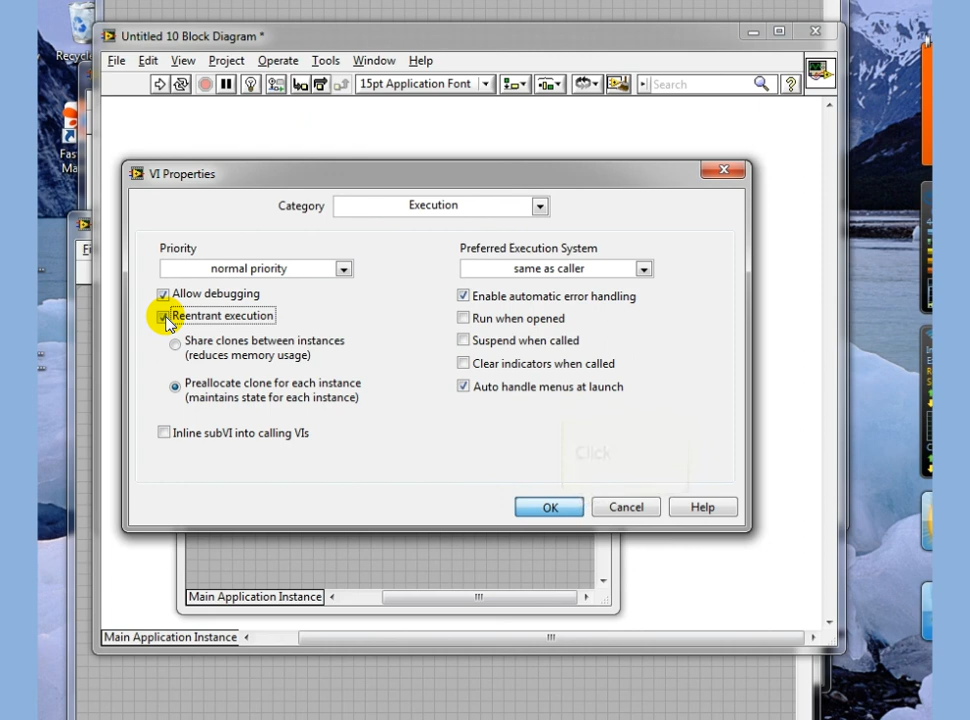 Recycl
Untitled 10 Block Diagram *
File Edit View Project Operate Tools Window Help
15pt Application Font
Search
Fas
Ma
VI Properties
Category Execution
Priority
normal priority
Allow debugging
Reentrant execution
Share clones between instances
(reduces memory usage)
Preallocate clone for each instance
(maintains state for each instance)
Inline subVI into calling VIs
Preferred Execution System
same as caller
Enable automatic error handling
Run when opened
Suspend when called
Clear indicators when called
Auto handle menus at launch
Click
OK Cancel Help
Main Application Instance
Main Application Instance